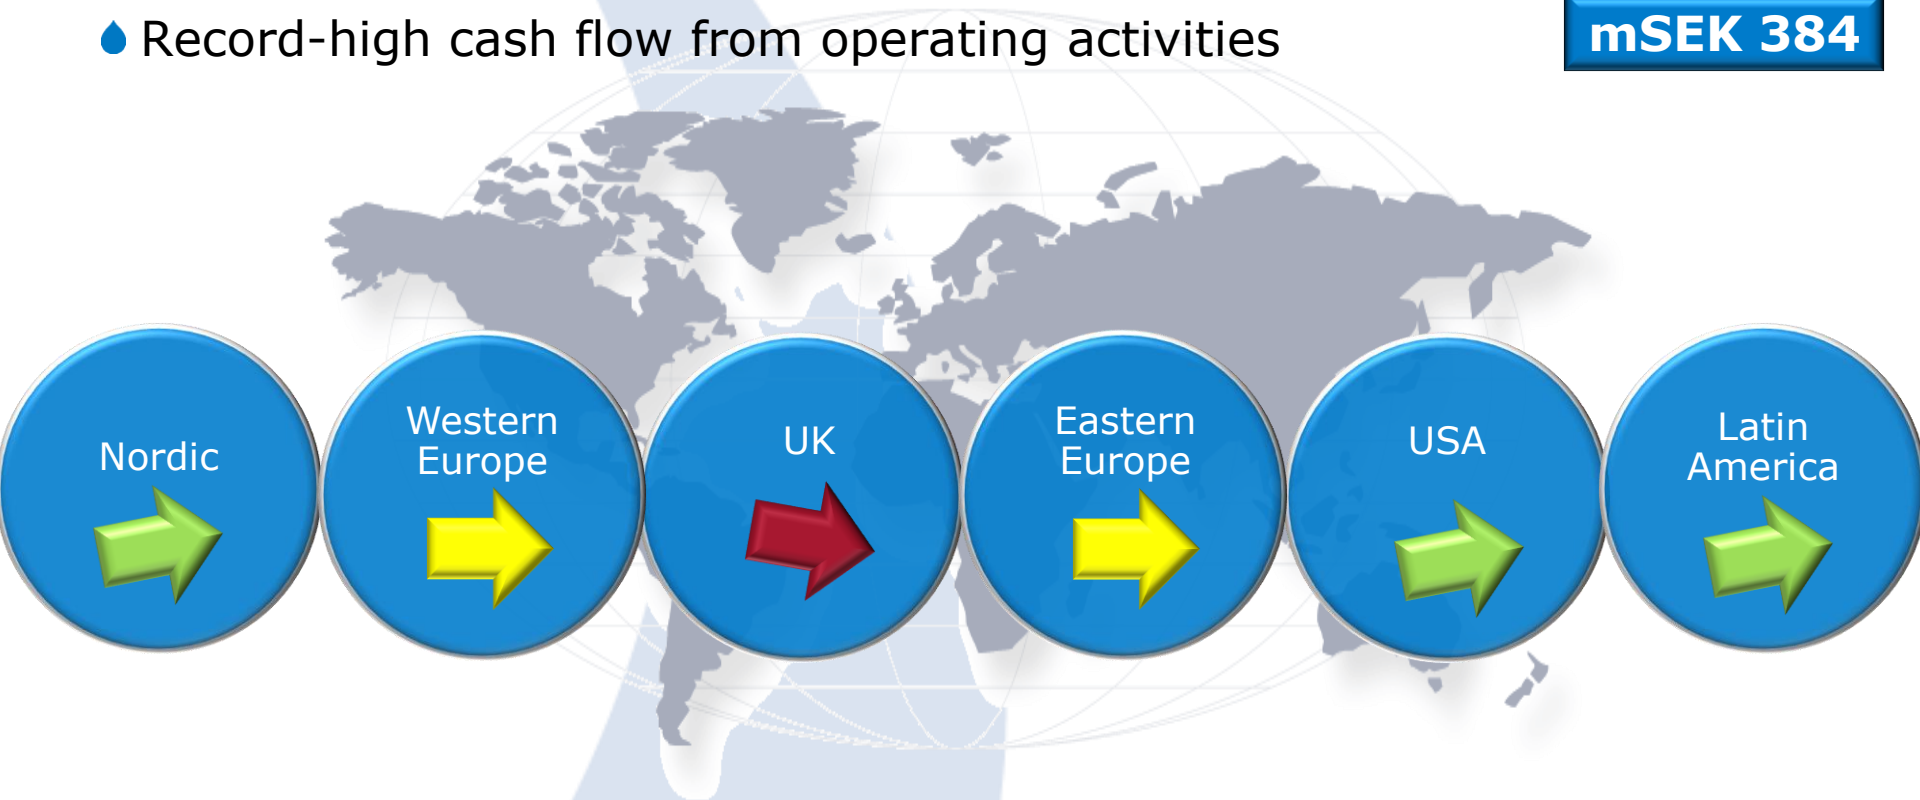 Record-high cash flow from operating activities
mSEK 384
Nordic
Western
Europe
UK
Eastern
Europe
USA
Latin
America